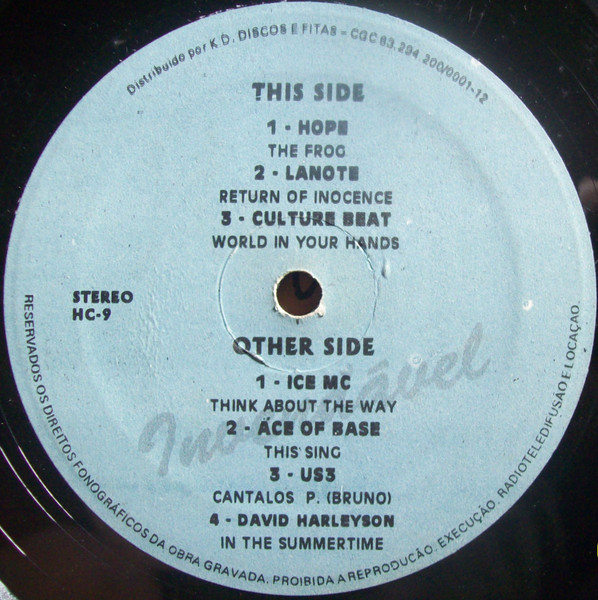 Distribuido por K.D. DISCOS E FITAS - CGC 63.294 200/0001-12
THIS SIDE
1 - HOPE
THE FROG
2 - LANOTE
RETURN OF INOCENCE
3 - CULTURE BEAT
WORLD IN YOUR HANDS
STEREO
HC-9
OTHER SIDE
1 - ICE MC
THINK ABOUT THE WAY
2 - ACE OF BASE
THIS SING
3 - US3
CANTALOS P. (BRUNO)
4 - DAVID HARLEYSON
IN THE SUMMERTIME
RESERVADOS OS DIREITOS FONOGRÁFICOS DA OBRA GRAVADA. PROIBIDA A REPRODUÇÃO. EXECUÇÃO. RADIOTELEDIFUSÃO E LOCAÇÃO.